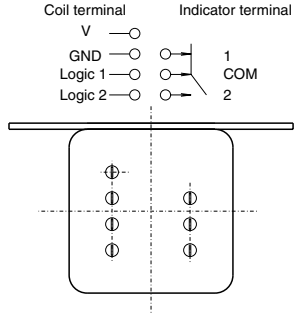 Coil terminal Indicator terminal
V
GND 1
Logic 1 COM
Logic 2 2